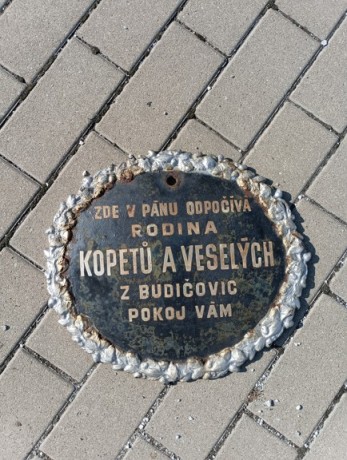 ZDE V PÁNU ODPOČÍVÁ
RODINA
KOPETŮ A VESELÝCH
Z BUDIČOVIC
POKOJ VÁM